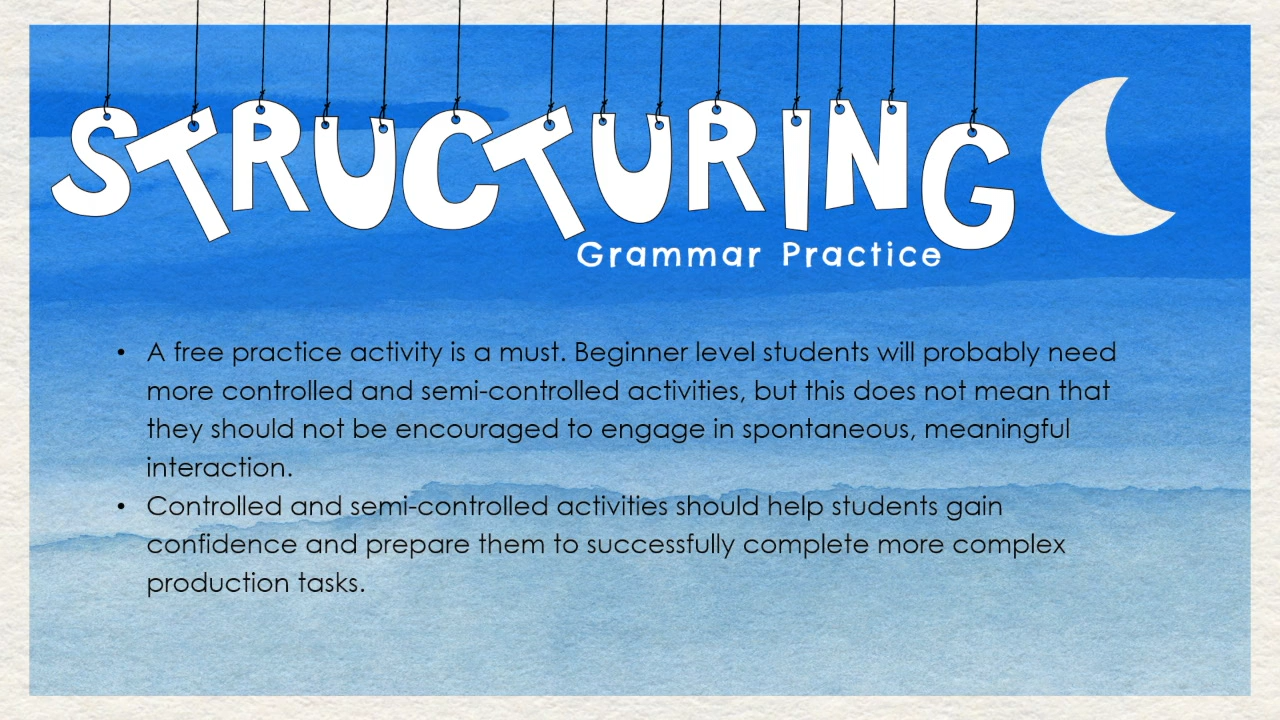 STRUCTURING
Grammar Practice
• A free practice activity is a must. Beginner level students will probably need
more controlled and semi-controlled activities, but this does not mean that
they should not be encouraged to engage in spontaneous, meaningful
interaction.
• Controlled and semi-controlled activities should help students gain
confidence and prepare them to successfully complete more complex
production tasks.